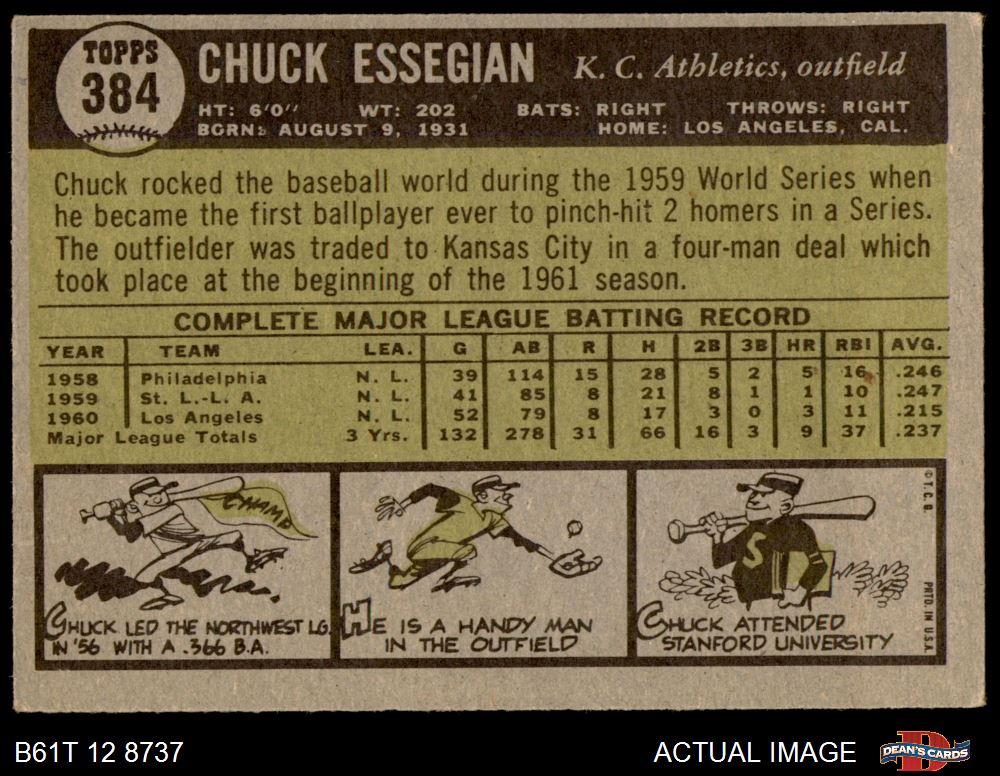 TOPPS
384
CHUCK ESSEGIAN K. C. Athletics, outfield
HT: 6'0" WT: 202 BATS: RIGHT THROWS: RIGHT
BORN: AUGUST 9, 1931 HOME: LOS ANGELES, CAL.
Chuck rocked the baseball world during the 1959 World Series when
he became the first ballplayer ever to pinch-hit 2 homers in a Series.
The outfielder was traded to Kansas City in a four-man deal which
took place at the beginning of the 1961 season.
COMPLETE MAJOR LEAGUE BATTING RECORD
YEAR TEAM LEA. G AB R H 2B 3B HR RBI AVG.
1958 Philadelphia N. L. 39 114 15 28 5 2 5 16 .246
1959 St. L.-L. A. N. L. 41 85 8 21 8 1 1 10 .247
1960 Los Angeles N. L. 52 79 8 17 3 0 3 11 .215
Major League Totals 3 Yrs. 132 278 31 66 16 3 9 37 .237
CHAMP
CHUCK LED THE NORTHWEST LG.
IN '56 WITH A .366 B.A.
HE IS A HANDY MAN
IN THE OUTFIELD
S
CHUCK ATTENDED
STANFORD UNIVERSITY
© T. C. G.
PRTD. IN U.S.A.
B61T 12 8737 ACTUAL IMAGE
D
DEAN'S CARDS